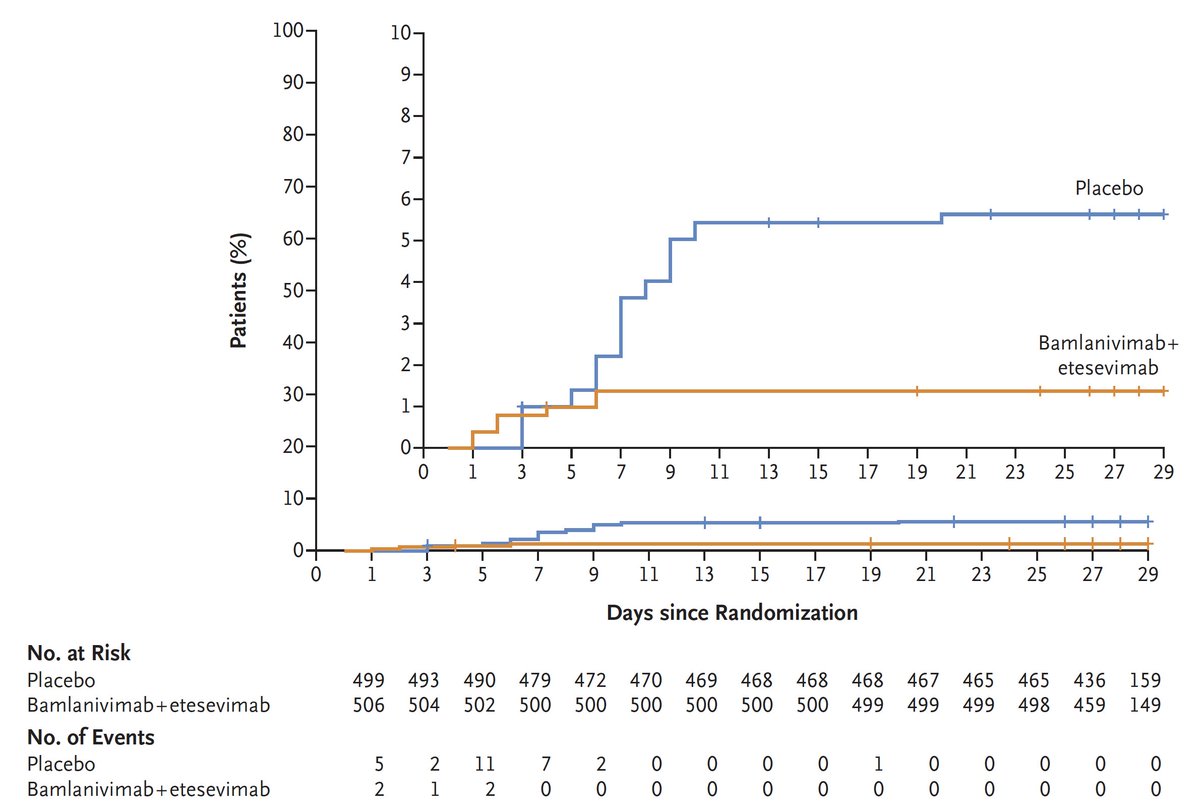 100
90
80
70
60
50
40
30
20
10
0
Patients (%)
10
9
8
7
6
5
4
3
2
1
0
Placebo
Bamlanivimab+
etesevimab
0 1 3 5 7 9 11 13 15 17 19 21 23 25 27 29
0 1 3 5 7 9 11 13 15 17 19 21 23 25 27 29
Days since Randomization
No. at Risk
Placebo 499 493 490 479 472 470 469 468 468 468 467 465 465 436 159
Bamlanivimab+etesevimab 506 504 502 500 500 500 500 500 500 499 499 499 498 459 149
No. of Events
Placebo 5 2 11 7 2 0 0 0 0 1 0 0 0 0 0
Bamlanivimab+etesevimab 2 1 2 0 0 0 0 0 0 0 0 0 0 0 0